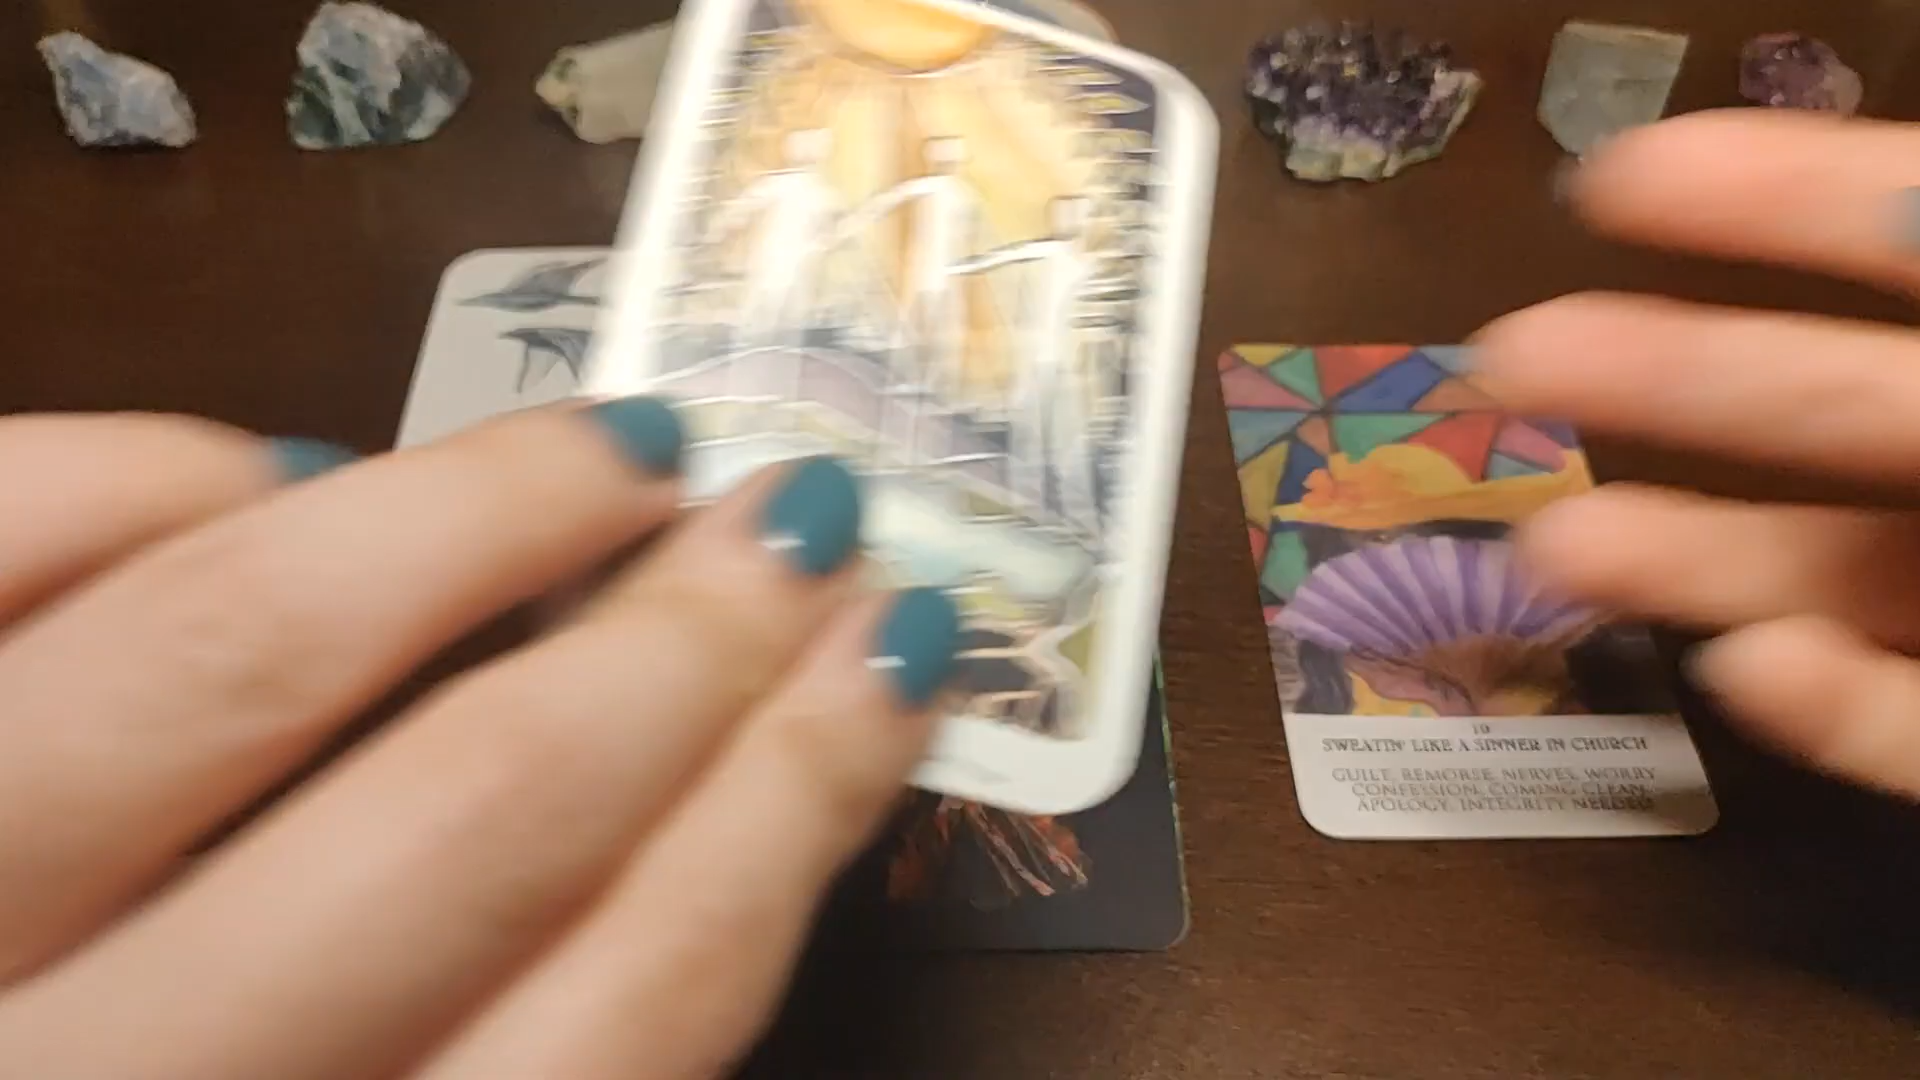 10
SWEATIN' LIKE A SINNER IN CHURCH
GUILT, REMORSE, NERVES, WORRY
CONFESSION, COMING CLEAN,
APOLOGY, INTEGRITY NEEDED